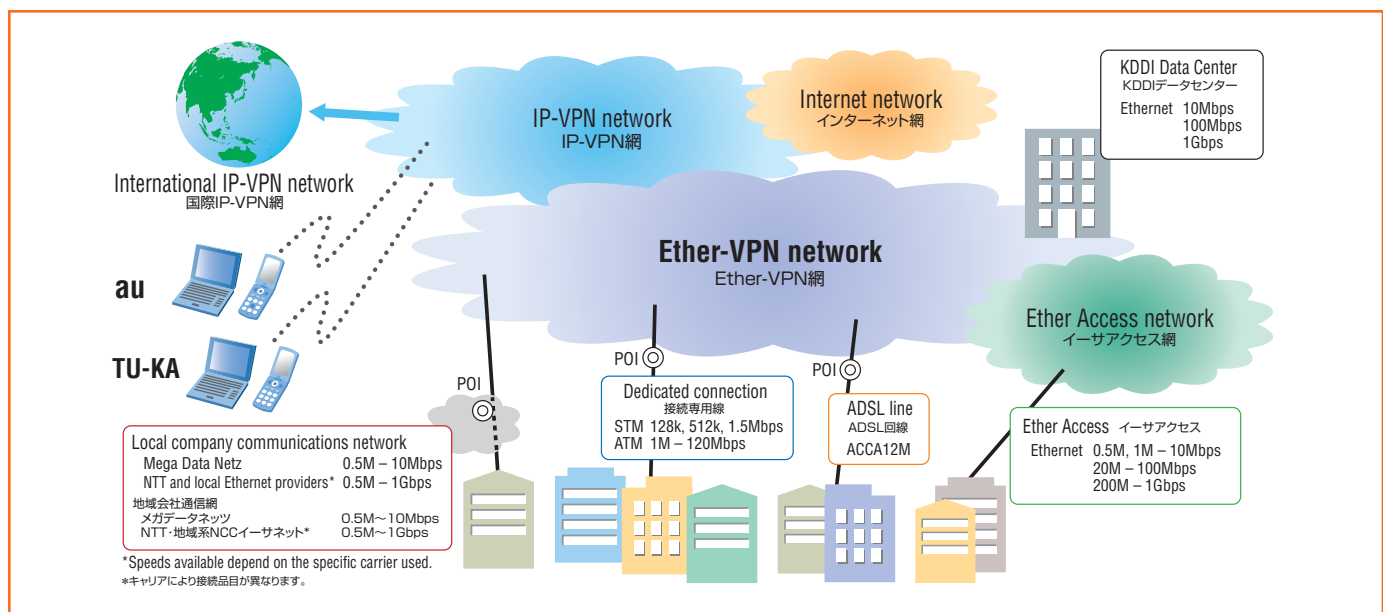 International IP-VPN network
国際IP-VPN網
IP-VPN network
IP-VPN網
Internet network
インターネット網
KDDI Data Center
KDDIデータセンター
Ethernet 10Mbps
100Mbps
1Gbps
Ether-VPN network
Ether-VPN網
Ether Access network
イーサアクセス網
au
TU-KA
POI
POI
POI
Local company communications network
Mega Data Netz 0.5M – 10Mbps
NTT and local Ethernet providers* 0.5M – 1Gbps
地域会社通信網
メガデータネッツ 0.5M～10Mbps
NTT・地域系NCCイーサネット* 0.5M～1Gbps
*Speeds available depend on the specific carrier used.
*キャリアにより接続品目が異なります。
Dedicated connection
接続専用線
STM 128k, 512k, 1.5Mbps
ATM 1M – 120Mbps
ADSL line
ADSL回線
ACCA12M
Ether Access イーサアクセス
Ethernet 0.5M, 1M – 10Mbps
20M – 100Mbps
200M – 1Gbps